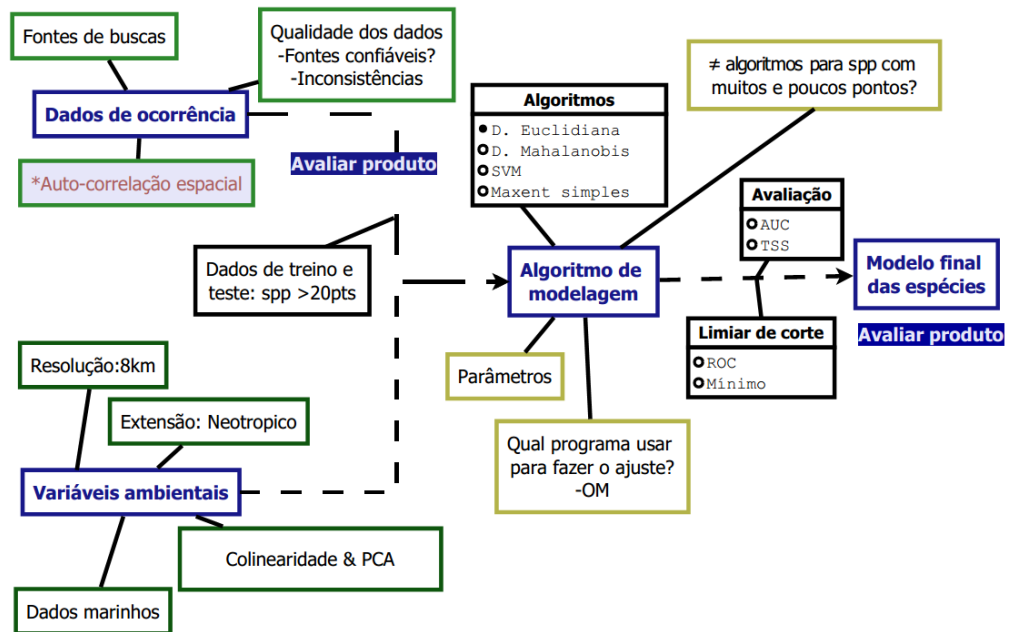 Fontes de buscas
Qualidade dos dados
-Fontes confiáveis?
-Inconsistências
Dados de ocorrência
*Auto-correlação espacial
Avaliar produto
Dados de treino e
teste: spp >20pts
Resolução:8km
Extensão: Neotropico
Variáveis ambientais
Colinearidade & PCA
Dados marinhos
Algoritmos
D. Euclidiana
D. Mahalanobis
SVM
Maxent simples
≠ algoritmos para spp com
muitos e poucos pontos?
Algoritmo de
modelagem
Parâmetros
Qual programa usar
para fazer o ajuste?
-OM
Avaliação
AUC
TSS
Limiar de corte
ROC
Mínimo
Modelo final
das espécies
Avaliar produto